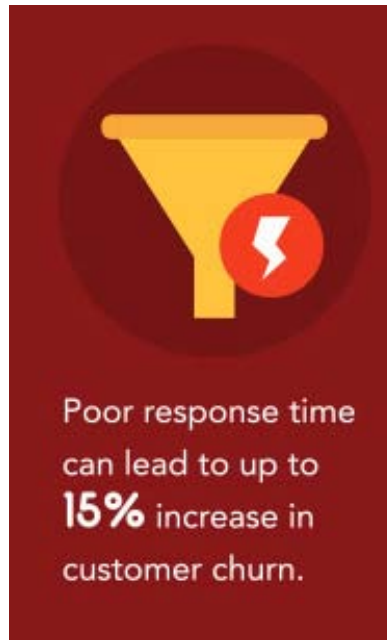 Poor response time
can lead to up to
15% increase in
customer churn.